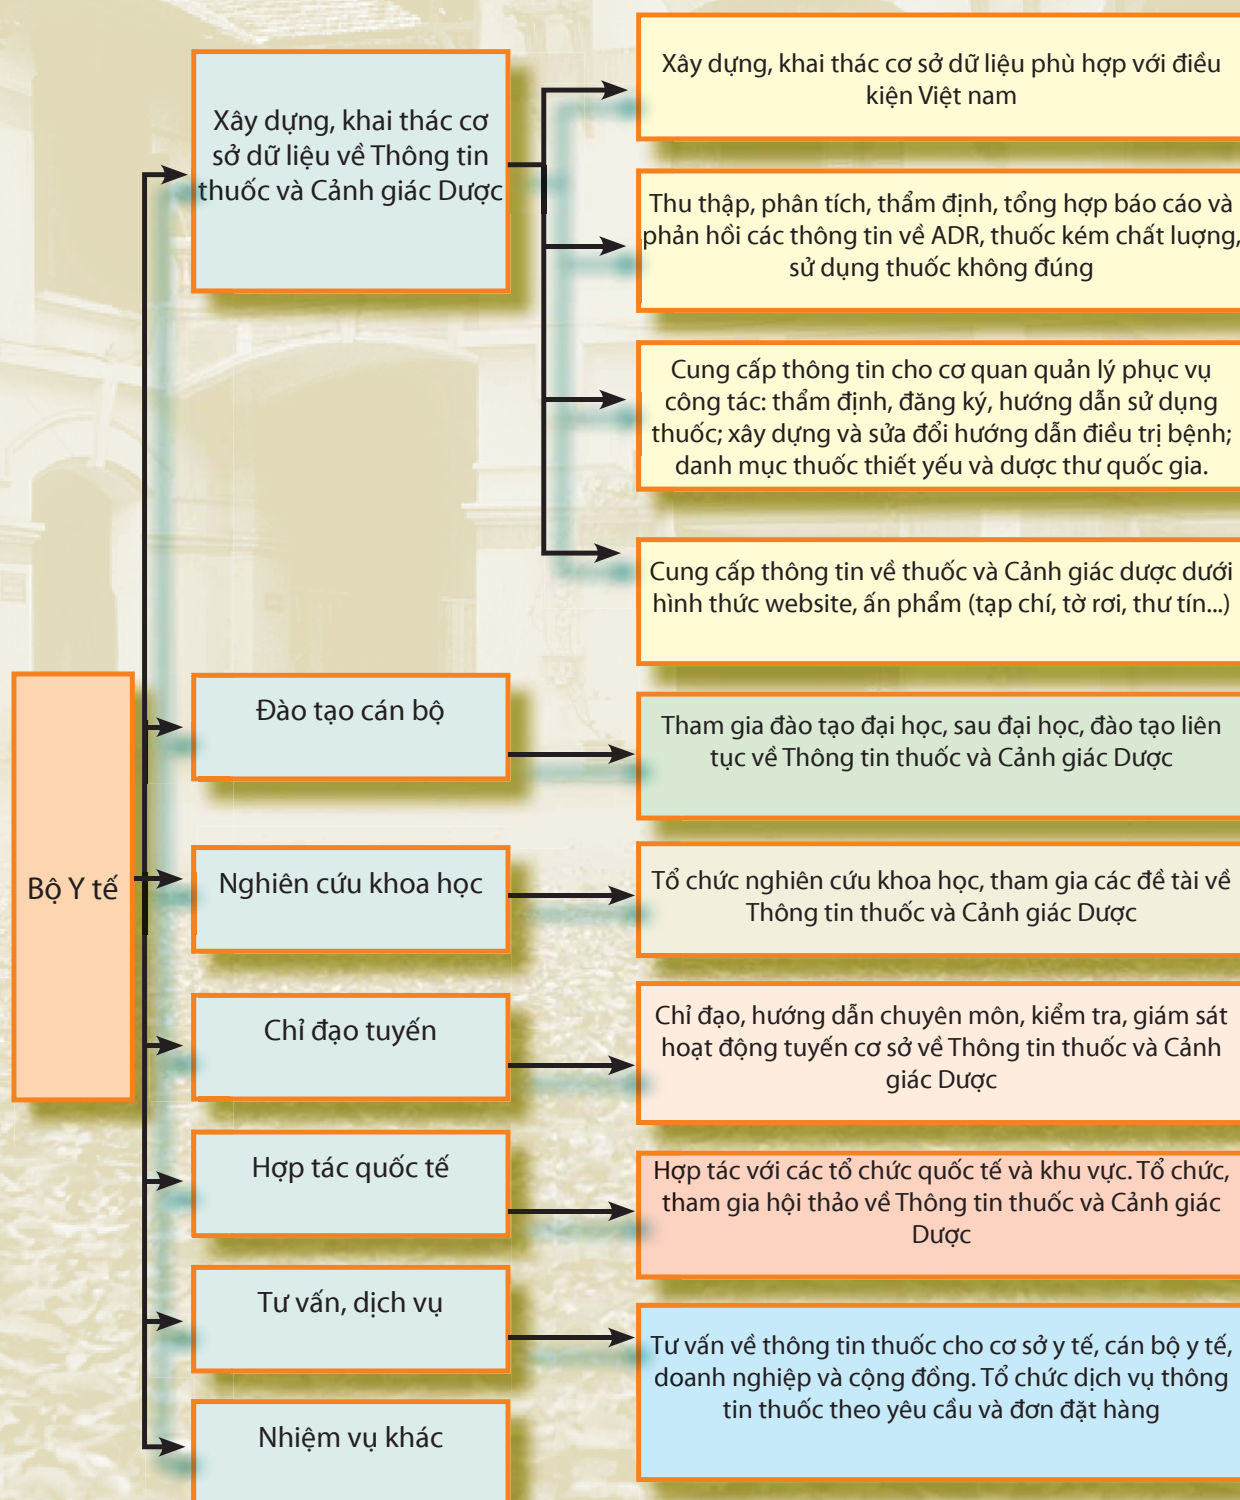 Xây dựng, khai thác cơ sở dữ liệu phù hợp với điều
kiện Việt nam
Xây dựng, khai thác cơ
sở dữ liệu về Thông tin
thuốc và Cảnh giác Dược
Thu thập, phân tích, thẩm định, tổng hợp báo cáo và
phản hồi các thông tin về ADR, thuốc kém chất luợng,
sử dụng thuốc không đúng
Cung cấp thông tin cho cơ quan quản lý phục vụ
công tác: thẩm định, đăng ký, hướng dẫn sử dụng
thuốc; xây dựng và sửa đổi hướng dẫn điều trị bệnh;
danh mục thuốc thiết yếu và dược thư quốc gia.
Cung cấp thông tin về thuốc và Cảnh giác dược dưới
hình thức website, ấn phẩm (tạp chí, tờ rơi, thư tín...)
Đào tạo cán bộ
Tham gia đào tạo đại học, sau đại học, đào tạo liên
tục về Thông tin thuốc và Cảnh giác Dược
Bộ Y tế
Nghiên cứu khoa học
Tổ chức nghiên cứu khoa học, tham gia các đề tài về
Thông tin thuốc và Cảnh giác Dược
Chỉ đạo tuyến
Chỉ đạo, hướng dẫn chuyên môn, kiểm tra, giám sát
hoạt động tuyến cơ sở về Thông tin thuốc và Cảnh
giác Dược
Hợp tác quốc tế
Hợp tác với các tổ chức quốc tế và khu vực. Tổ chức,
tham gia hội thảo về Thông tin thuốc và Cảnh giác
Dược
Tư vấn, dịch vụ
Tư vấn về thông tin thuốc cho cơ sở y tế, cán bộ y tế,
doanh nghiệp và cộng đồng. Tổ chức dịch vụ thông
tin thuốc theo yêu cầu và đơn đặt hàng
Nhiệm vụ khác